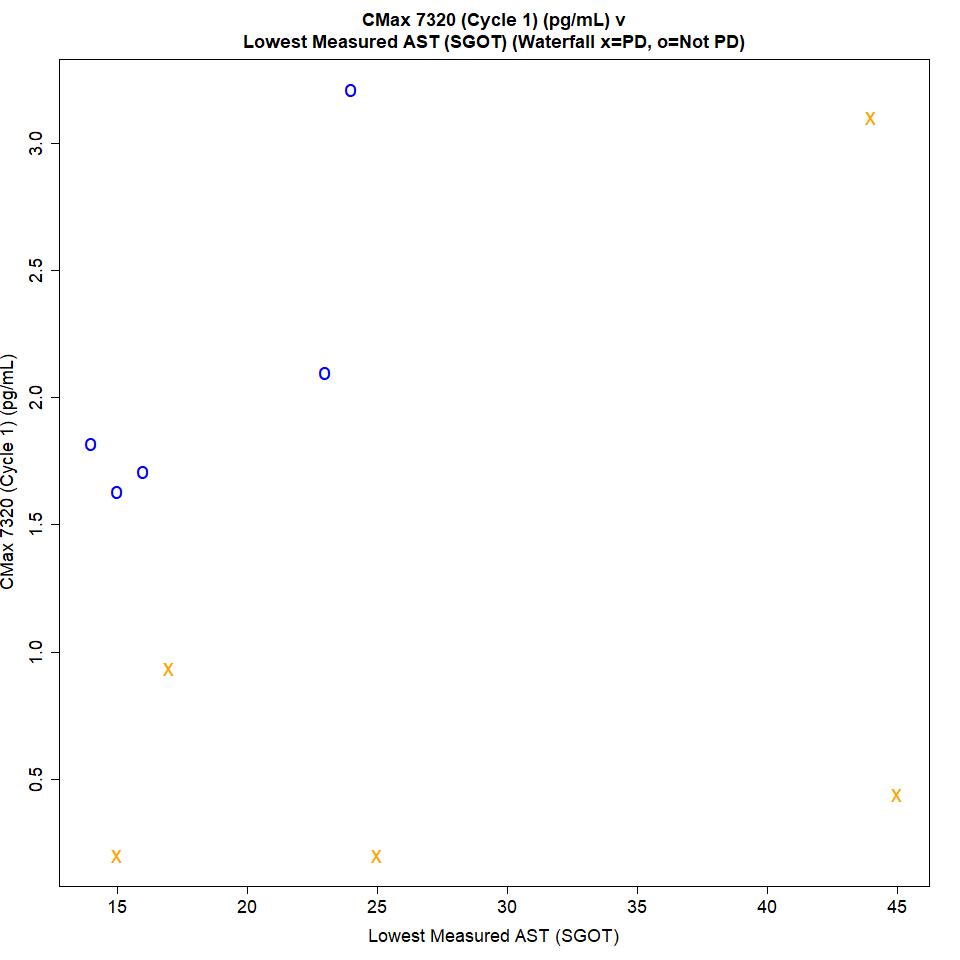 CMax 7320 (Cycle 1) (pg/mL) v
Lowest Measured AST (SGOT) (Waterfall x=PD, o=Not PD)
CMax 7320 (Cycle 1) (pg/mL)
3.0
2.5
2.0
1.5
1.0
0.5
O
X
O
O
O
O
X
X
X
X
15 20 25 30 35 40 45
Lowest Measured AST (SGOT)